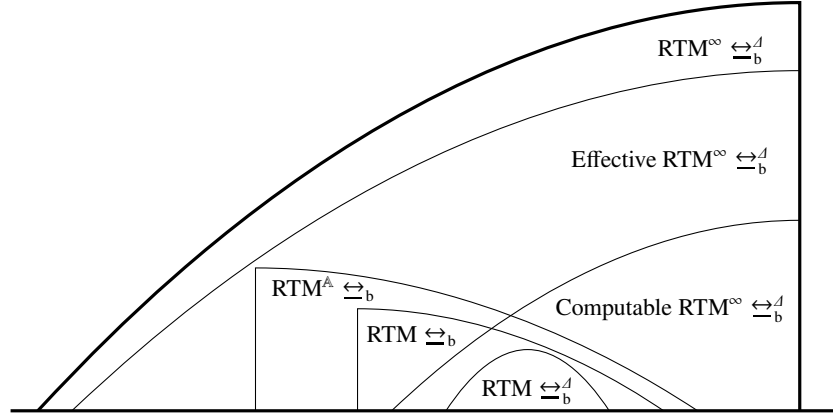 RTM^∞ ↔_b^Δ
Effective RTM^∞ ↔_b^Δ
RTM^𝔸 ↔_b
Computable RTM^∞ ↔_b^Δ
RTM ↔_b
RTM ↔_b^Δ